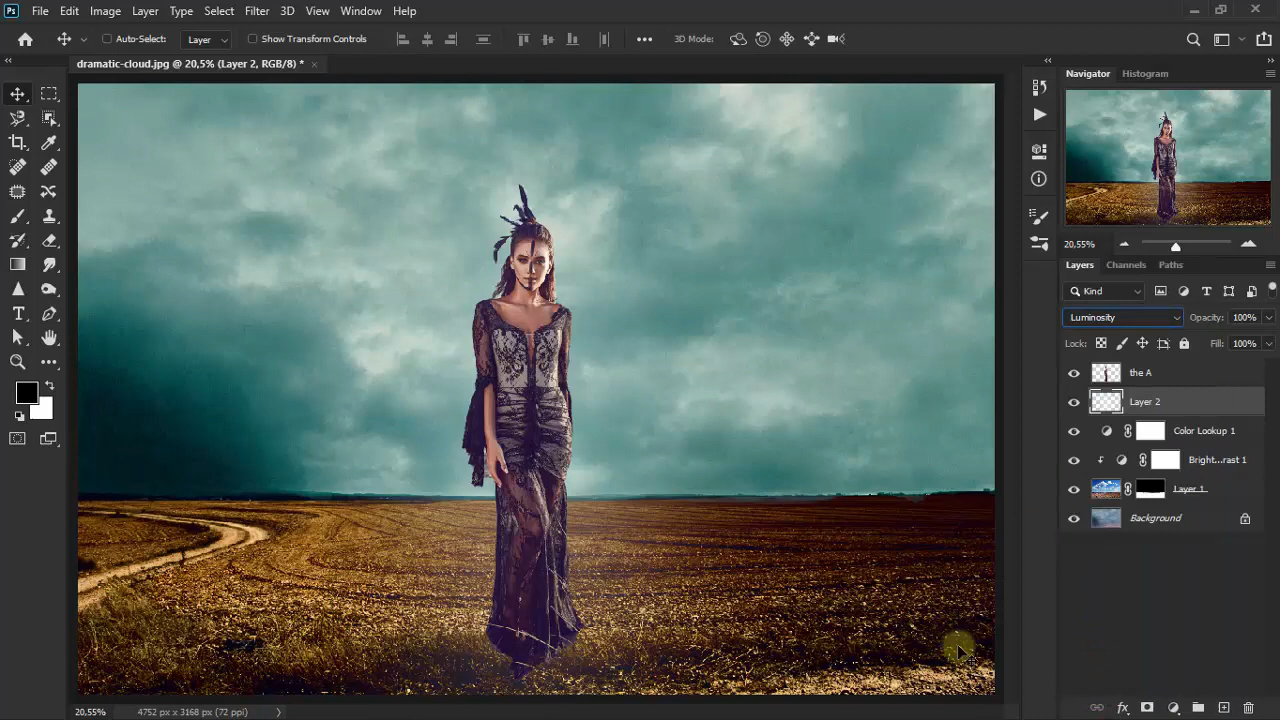 Ps File Edit Image Layer Type Select Filter 3D View Window Help
Auto-Select: Layer Show Transform Controls 3D Mode:
dramatic-cloud.jpg @ 20,5% (Layer 2, RGB/8) *
Navigator Histogram
20,55%
Layers Channels Paths
Kind
Luminosity Opacity: 100%
Lock: Fill: 100%
the A
Layer 2
Color Lookup 1
Bright...rast 1
Layer 1
Background
20,55% 4752 px x 3168 px (72 ppi)